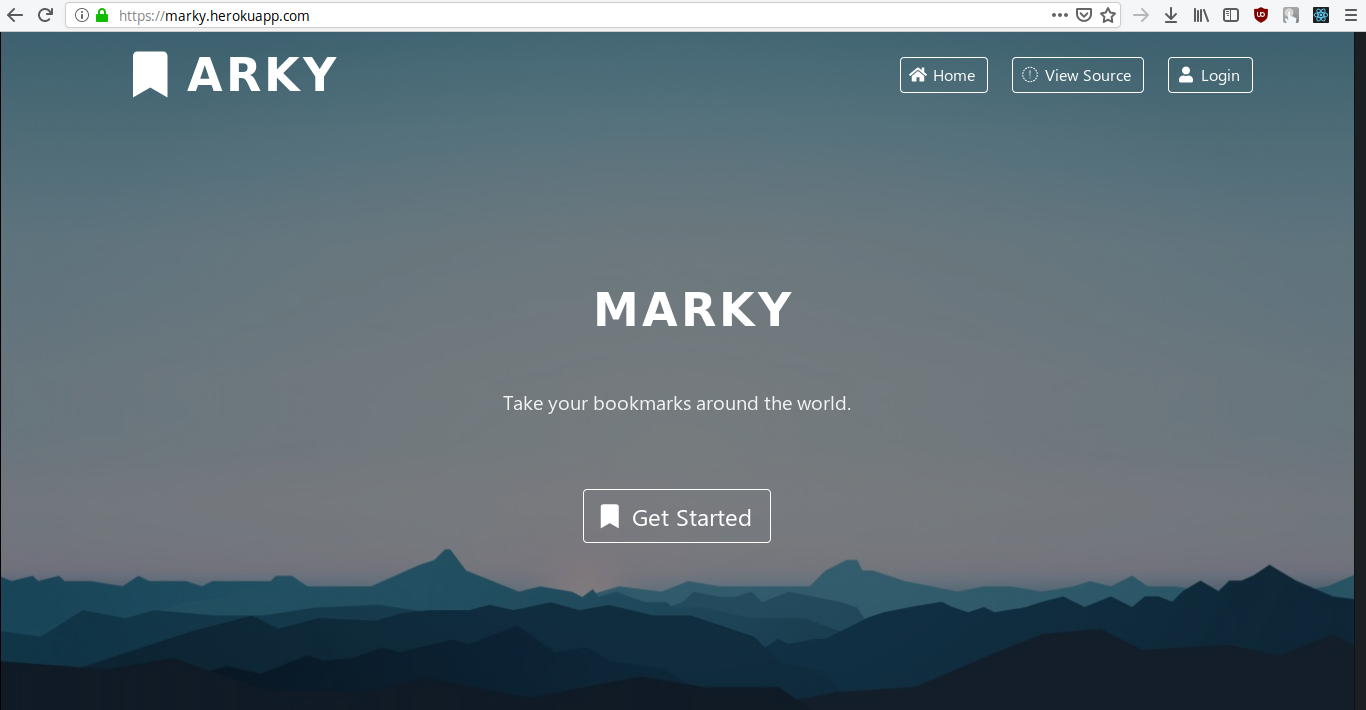 https://marky.herokuapp.com
ARKY
Home
View Source
Login
MARKY
Take your bookmarks around the world.
Get Started